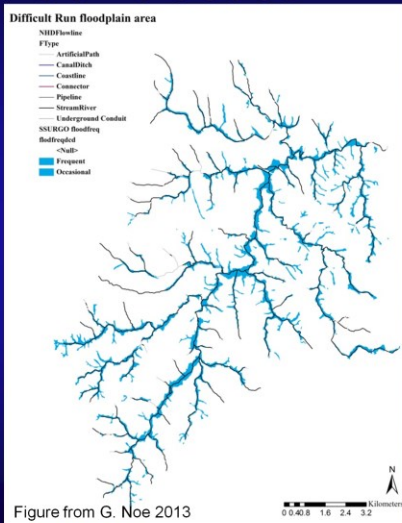 Difficult Run floodplain area
NHDFlowline
FType
ArtificialPath
CanalDitch
Coastline
Connector
Pipeline
StreamRiver
Underground Conduit
SSURGO floodfreq
flodfreqdcd
<Null>
Frequent
Occasional
N
Kilometers
0 0.4 0.8 1.6 2.4 3.2
Figure from G. Noe 2013